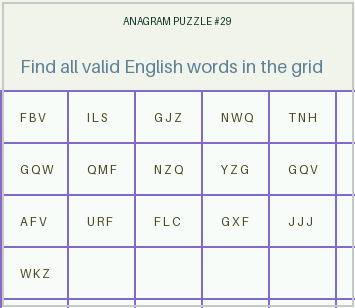 ANAGRAM PUZZLE #29
Find all valid English words in the grid
FBV ILS GJZ NWQ TNH
GQW QMF NZQ YZG GQV
AFV URF FLC GXF JJJ
WKZ